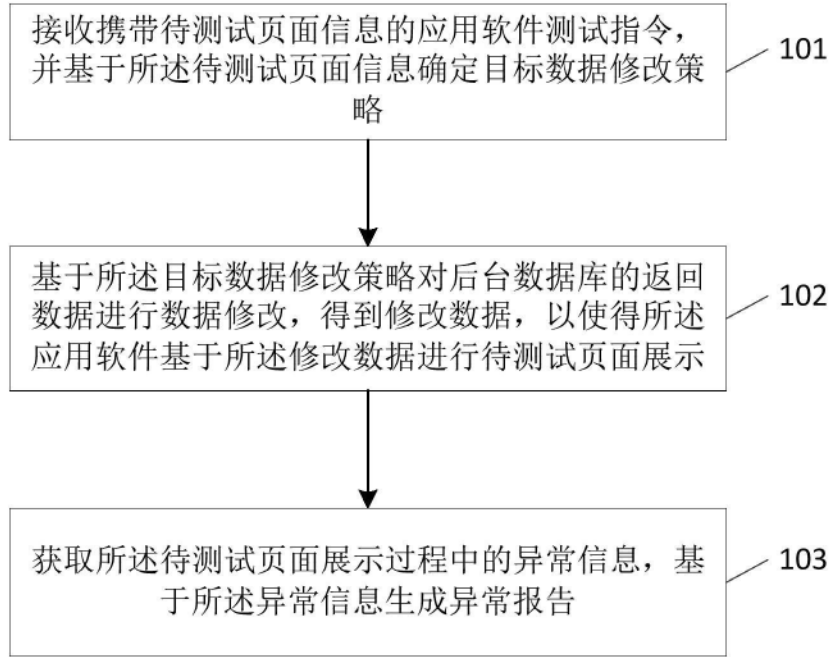 接收携带待测试页面信息的应用软件测试指令，
并基于所述待测试页面信息确定目标数据修改策
略
101
基于所述目标数据修改策略对后台数据库的返回
数据进行数据修改，得到修改数据，以使得所述
应用软件基于所述修改数据进行待测试页面展示
102
获取所述待测试页面展示过程中的异常信息，基
于所述异常信息生成异常报告
103